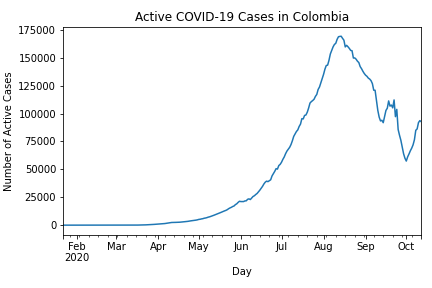 Active COVID-19 Cases in Colombia
Number of Active Cases
175000
150000
125000
100000
75000
50000
25000
0
Feb Mar Apr May Jun Jul Aug Sep Oct
2020
Day